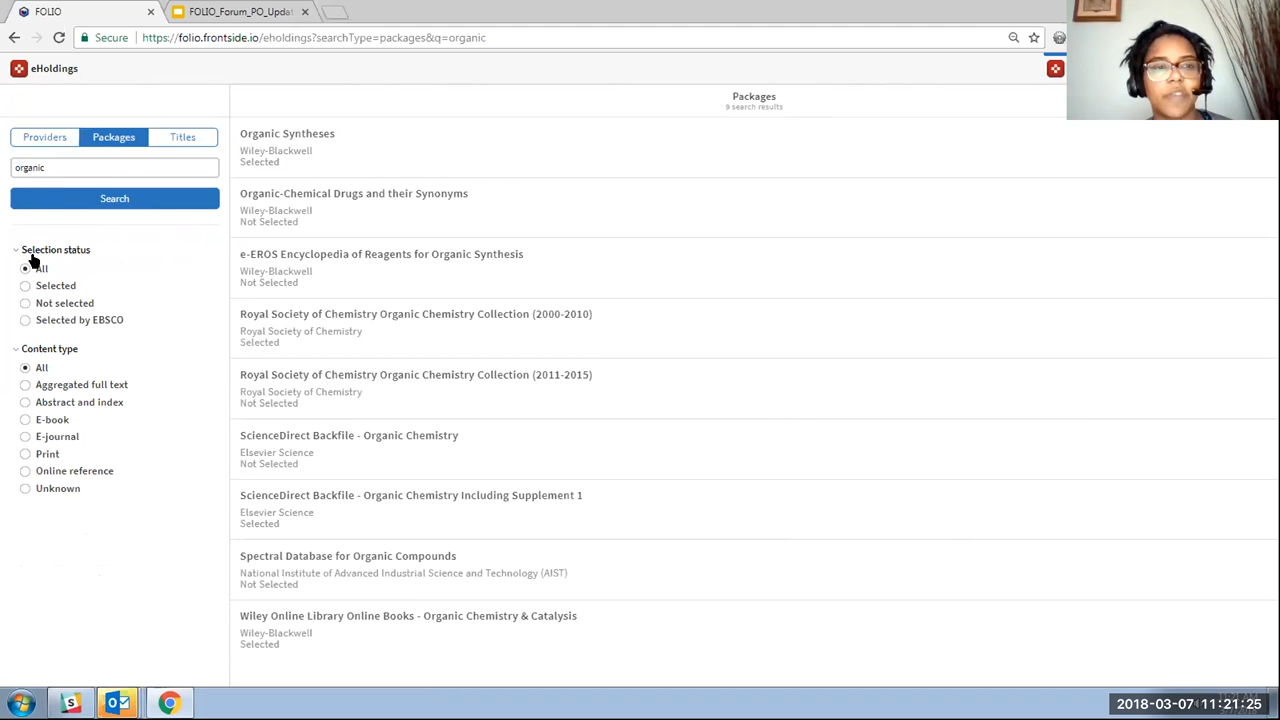 FOLIO
FOLIO_Forum_PO_Updat
Secure
https://folio.frontside.io/eholdings?searchType=packages&q=organic
eHoldings
Packages
9 search results
Providers
Packages
Titles
organic
Search
Selection status
All
Selected
Not selected
Selected by EBSCO
Content type
All
Aggregated full text
Abstract and index
E-book
E-journal
Print
Online reference
Unknown
Organic Syntheses
Wiley-Blackwell
Selected
Organic-Chemical Drugs and their Synonyms
Wiley-Blackwell
Not Selected
e-EROS Encyclopedia of Reagents for Organic Synthesis
Wiley-Blackwell
Not Selected
Royal Society of Chemistry Organic Chemistry Collection (2000-2010)
Royal Society of Chemistry
Selected
Royal Society of Chemistry Organic Chemistry Collection (2011-2015)
Royal Society of Chemistry
Not Selected
ScienceDirect Backfile - Organic Chemistry
Elsevier Science
Not Selected
ScienceDirect Backfile - Organic Chemistry Including Supplement 1
Elsevier Science
Selected
Spectral Database for Organic Compounds
National Institute of Advanced Industrial Science and Technology (AIST)
Not Selected
Wiley Online Library Online Books - Organic Chemistry & Catalysis
Wiley-Blackwell
Selected
2018-03-07 11:21:25